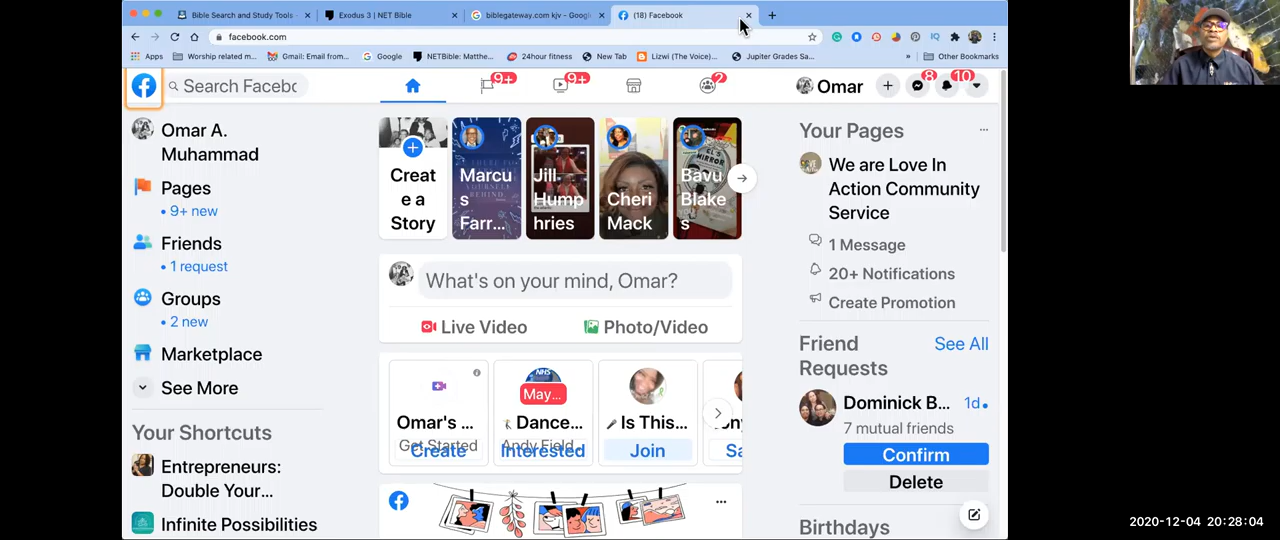 Bible Search and Study Tools -
Exodus 3 | NET Bible
biblegateway.com kjv - Google
(18) Facebook
facebook.com
Apps
Worship related m...
Gmail: Email from...
Google
NETBible: Matthe...
24hour fitness
New Tab
Lizwi (The Voice)...
Jupiter Grades Sa...
»
Other Bookmarks
Search Facebo
9+
9+
2
Omar
8
10
Omar A.
Muhammad
Pages
• 9+ new
Friends
• 1 request
Groups
• 2 new
Marketplace
See More
Your Shortcuts
Entrepreneurs:
Double Your...
Infinite Possibilities
Creat
e a
Story
Marcu
s
Farr...
Jill
Hump
hries
Cheri
Mack
Bavu
Blake
s
What's on your mind, Omar?
Live Video
Photo/Video
Omar's ...
Get Started
Create
NHS
May...
Dance...
Andy Field
Interested
Is This...
Join
Your Pages
We are Love In
Action Community
Service
1 Message
20+ Notifications
Create Promotion
Friend
Requests
See All
Dominick B...
1d
7 mutual friends
Confirm
Delete
Birthdays
2020-12-04 20:28:04